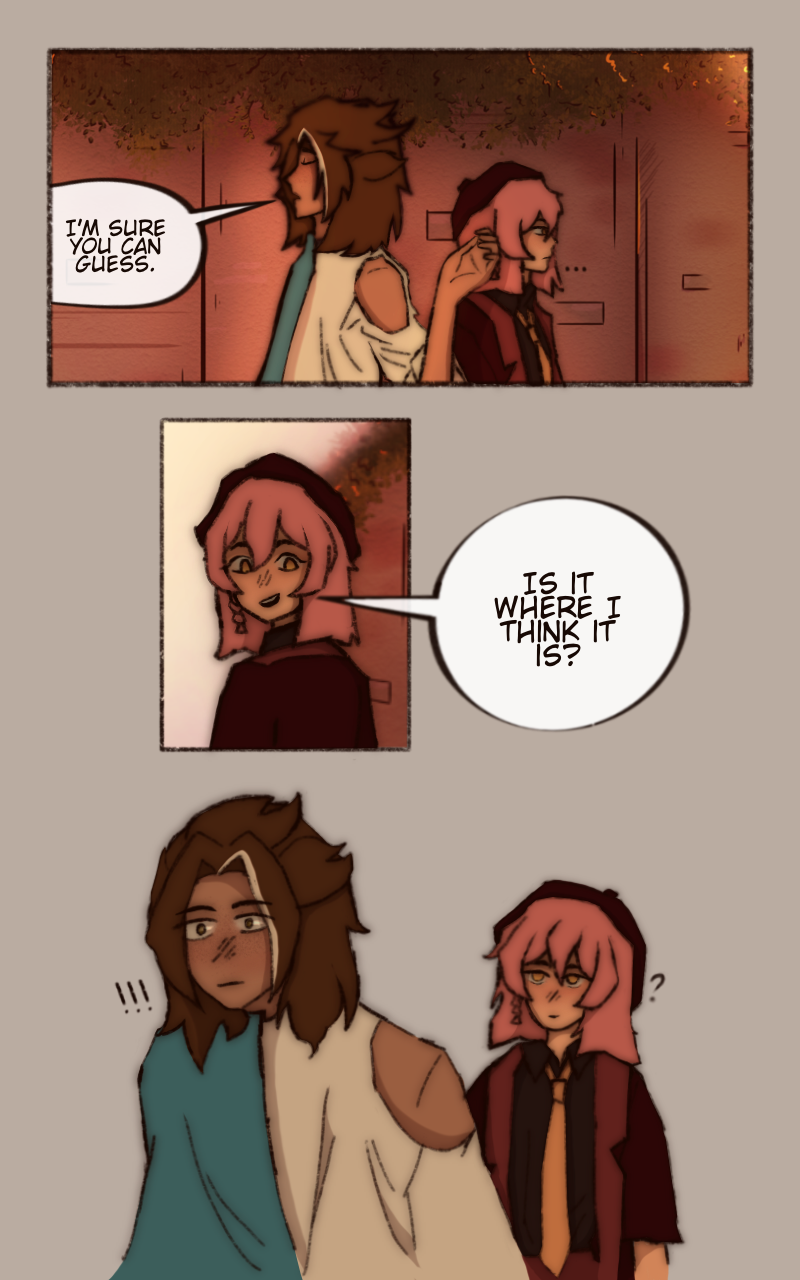 I'M SURE
YOU CAN
GUESS.
...
IS IT
WHERE I
THINK IT
IS?
!!!
?